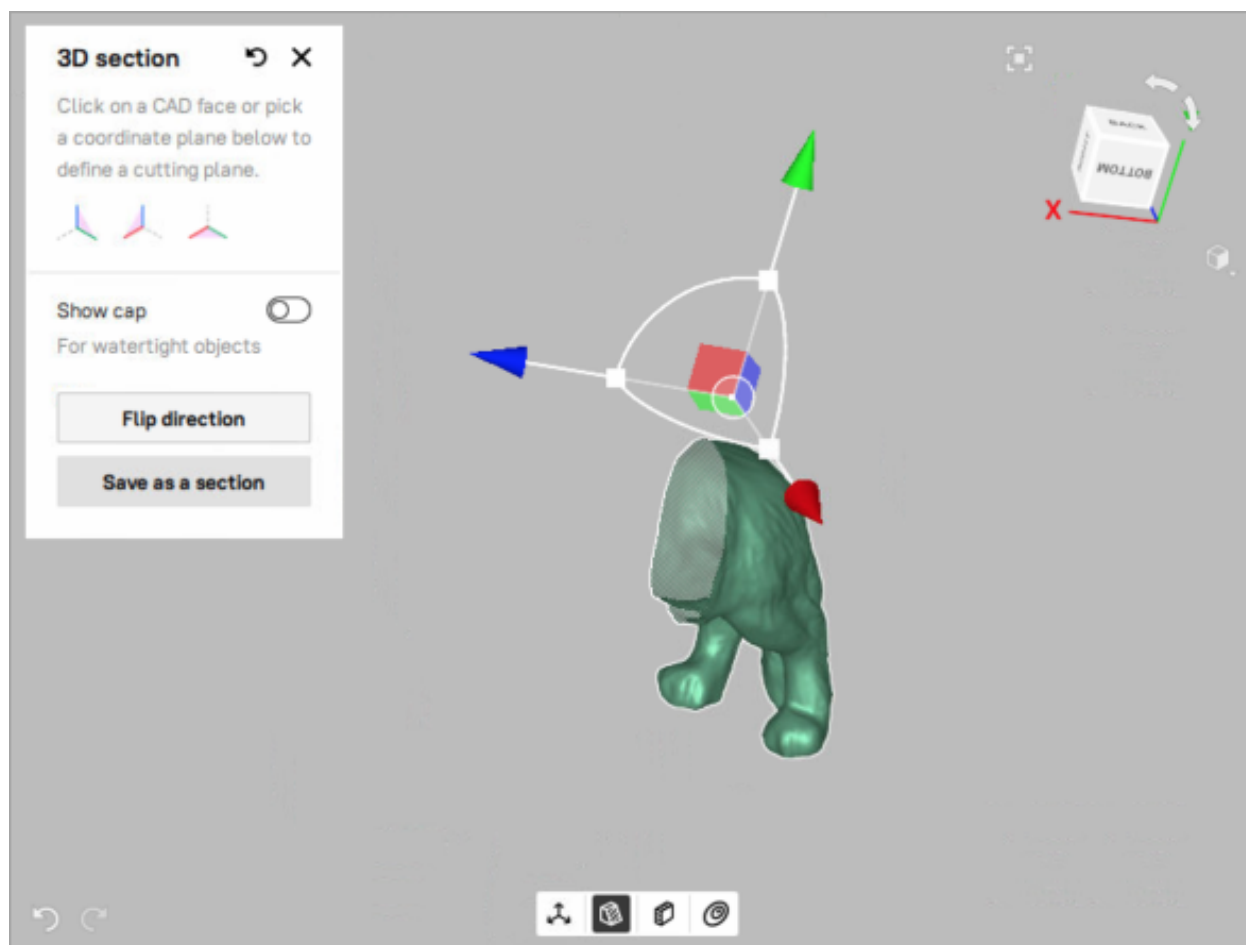 3D section
Click on a CAD face or pick
a coordinate plane below to
define a cutting plane.
Show cap
For watertight objects
Flip direction
Save as a section
BACK
BOTTOM
X